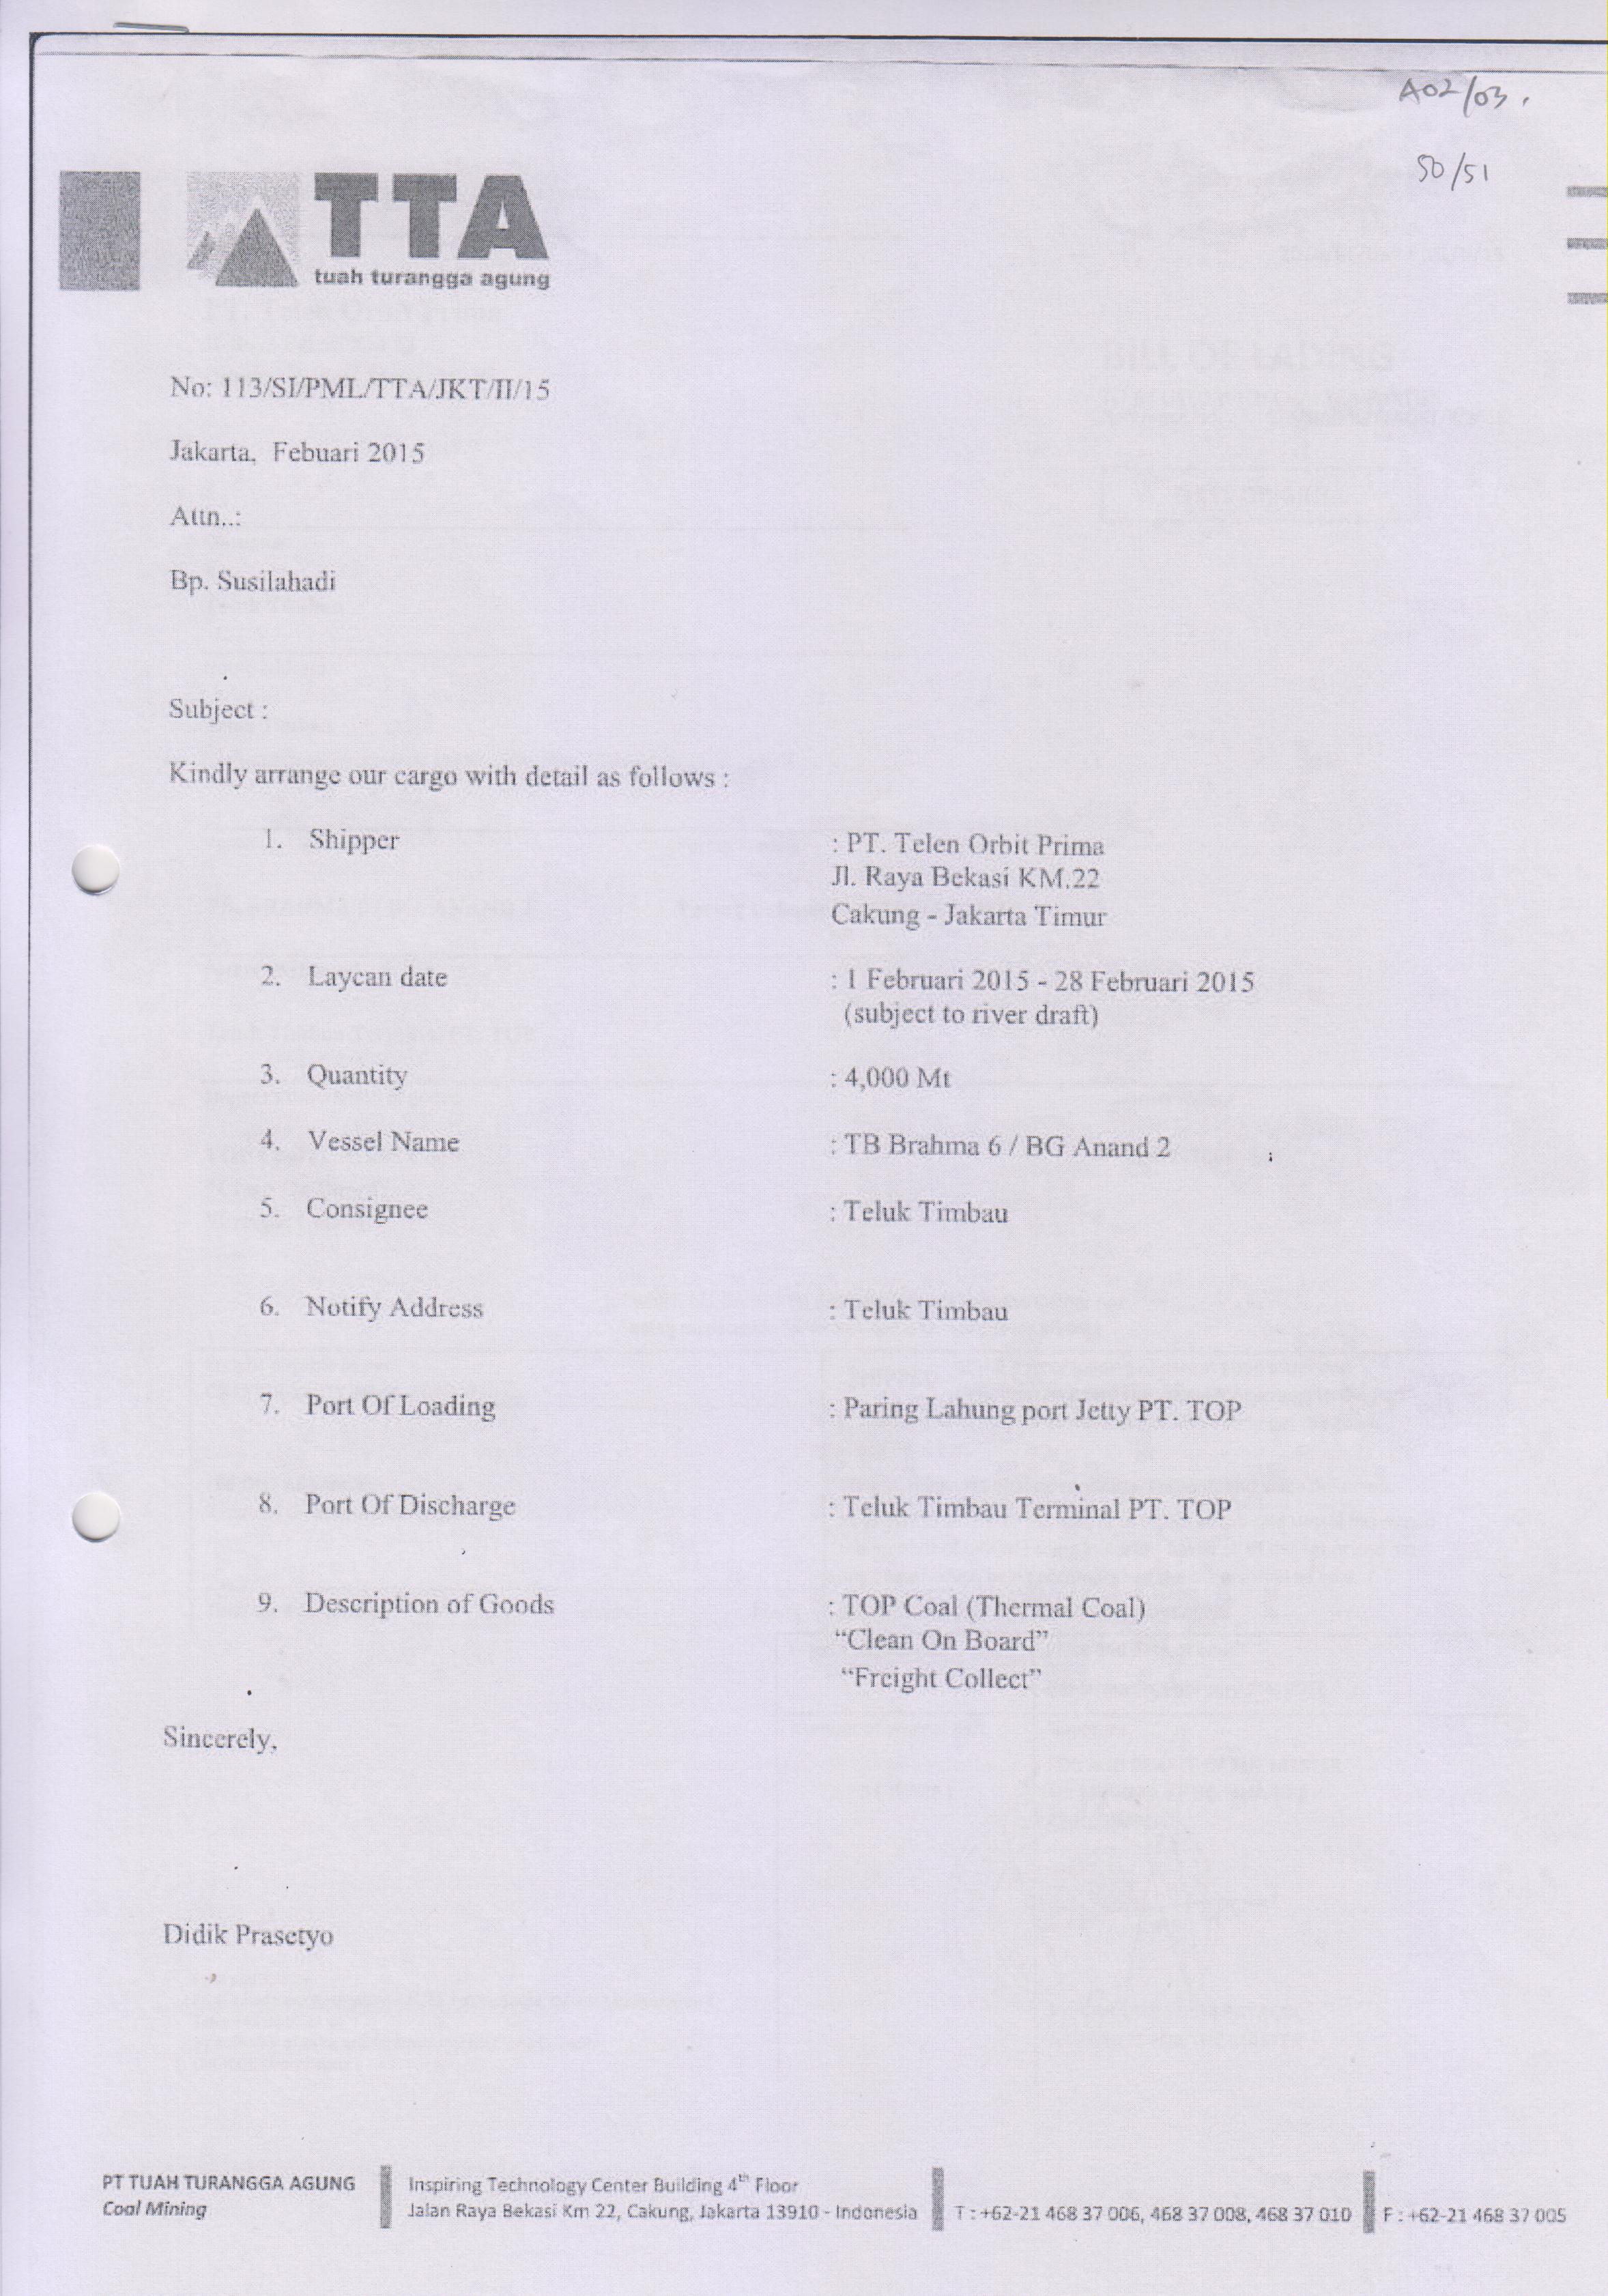 A02/03.
50/51
TTA
tuah turangga agung
No: 113/SI/PML/TTA/JKT/II/15
Jakarta, Febuari 2015
Attn..:
Bp. Susilahadi
Subject :
Kindly arrange our cargo with detail as follows :
1. Shipper : PT. Telen Orbit Prima
Jl. Raya Bekasi KM.22
Cakung - Jakarta Timur
2. Laycan date : 1 Februari 2015 - 28 Februari 2015
(subject to river draft)
3. Quantity : 4,000 Mt
4. Vessel Name : TB Brahma 6 / BG Anand 2
5. Consignee : Teluk Timbau
6. Notify Address : Teluk Timbau
7. Port Of Loading : Paring Lahung port Jetty PT. TOP
8. Port Of Discharge : Teluk Timbau Terminal PT. TOP
9. Description of Goods : TOP Coal (Thermal Coal)
“Clean On Board”
“Freight Collect”
Sincerely,
Didik Prasetyo
PT TUAH TURANGGA AGUNG
Coal Mining
Inspiring Technology Center Building 4th Floor
Jalan Raya Bekasi Km 22, Cakung, Jakarta 13910 - Indonesia
T : +62-21 468 37 006, 468 37 008, 468 37 010
F : +62-21 468 37 005